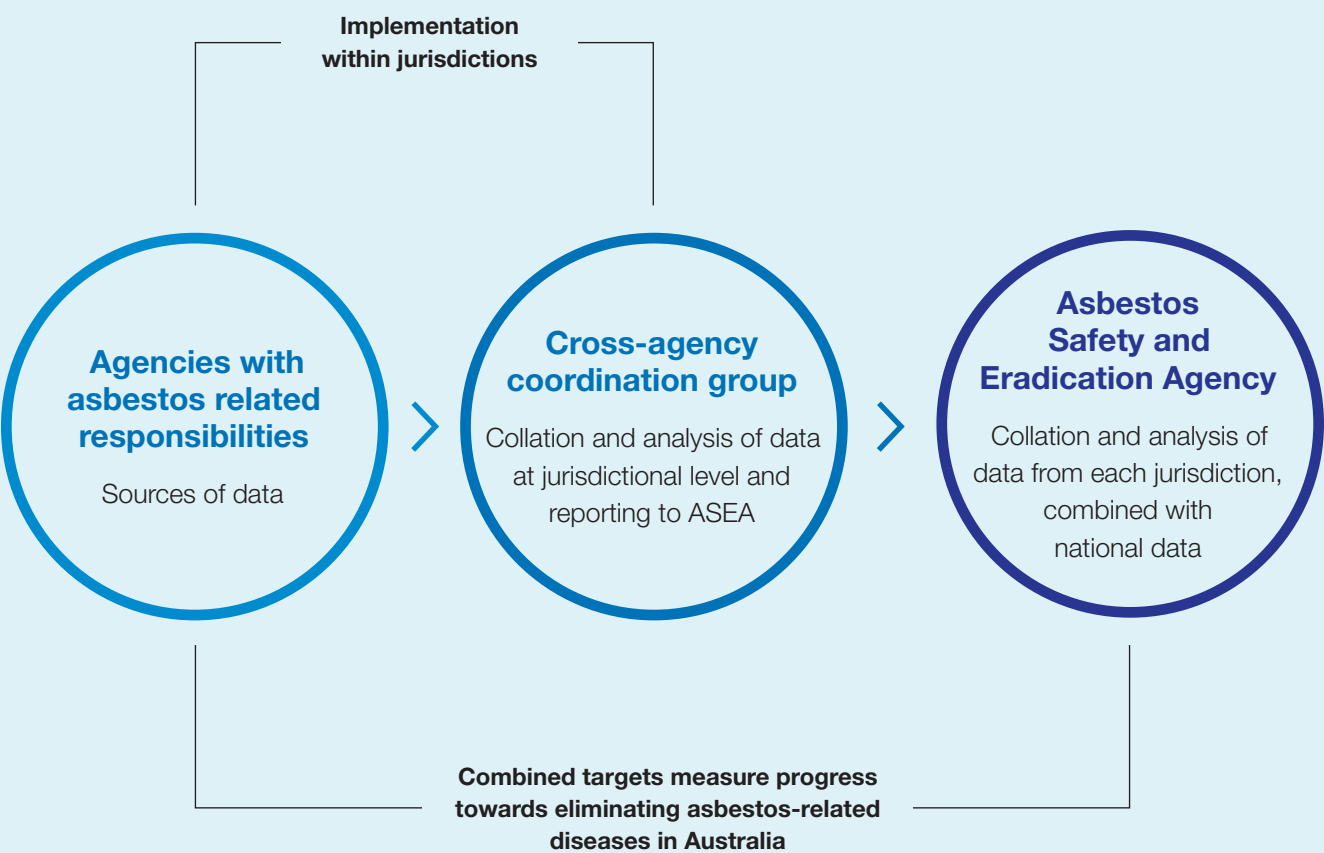 Implementation
within jurisdictions
Agencies with
asbestos related
responsibilities
Sources of data
Cross-agency
coordination group
Collation and analysis of data
at jurisdictional level and
reporting to ASEA
Asbestos
Safety and
Eradication Agency
Collation and analysis of
data from each jurisdiction,
combined with
national data
Combined targets measure progress
towards eliminating asbestos-related
diseases in Australia